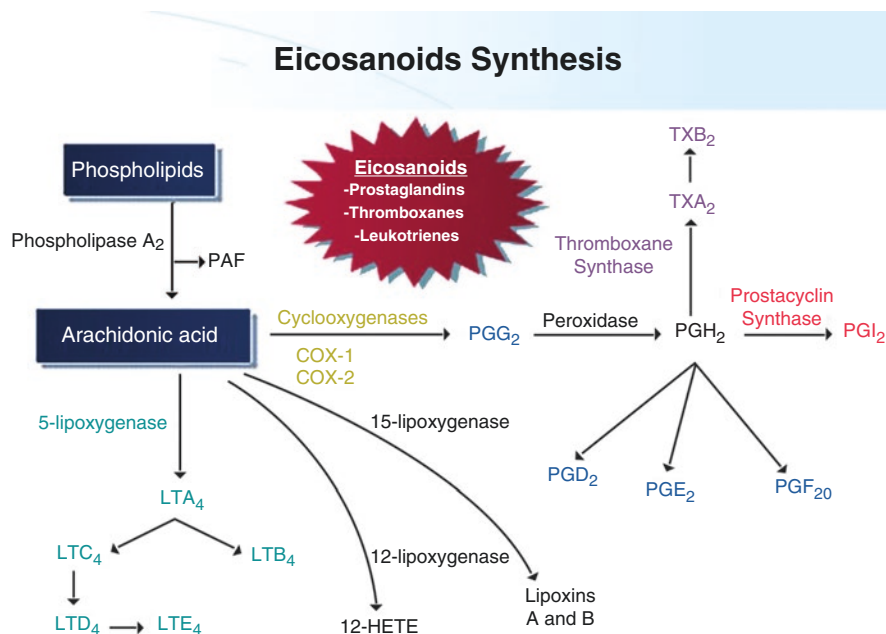 Eicosanoids Synthesis
Phospholipids
Phospholipase A₂
PAF
Arachidonic acid
Eicosanoids
-Prostaglandins
-Thromboxanes
-Leukotrienes
Cyclooxygenases
COX-1
COX-2
PGG₂
Peroxidase
PGH₂
Thromboxane
Synthase
TXA₂
TXB₂
Prostacyclin
Synthase
PGI₂
PGD₂
PGE₂
PGF₂₀
5-lipoxygenase
LTA₄
LTC₄
LTB₄
LTD₄
LTE₄
12-lipoxygenase
12-HETE
15-lipoxygenase
Lipoxins
A and B